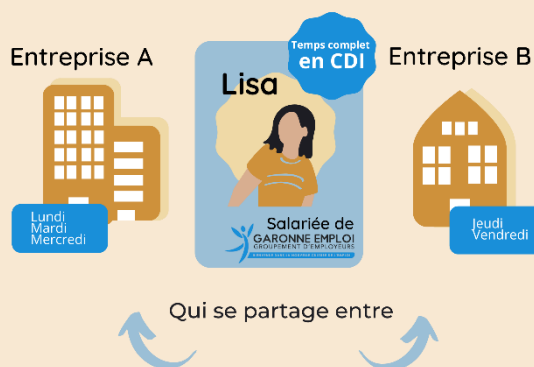 Entreprise A
Temps complet
en CDI
Entreprise B
Lisa
Lundi
Mardi
Mercredi
Jeudi
Vendredi
Salariée de
GARONNE EMPLOI
GROUPEMENT D'EMPLOYEURS
Qui se partage entre